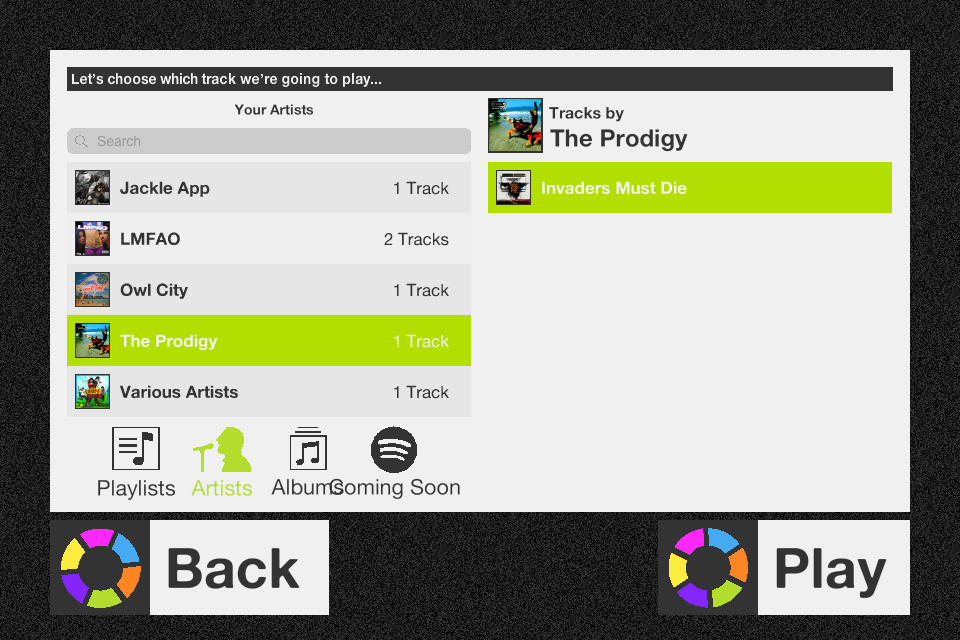 Let's choose which track we're going to play...
Your Artists
Search
Jackle App 1 Track
LMFAO 2 Tracks
Owl City 1 Track
The Prodigy 1 Track
Various Artists 1 Track
Playlists Artists Albums Coming Soon
Tracks by
The Prodigy
Invaders Must Die
Back
Play